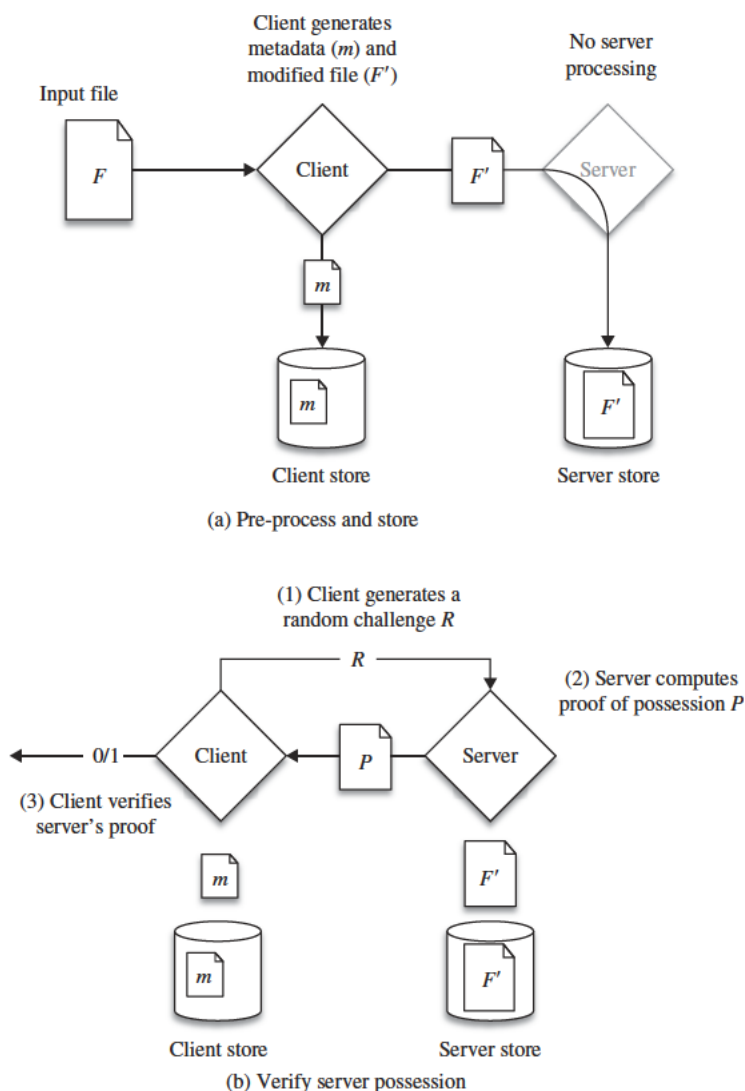 Client generates
metadata (m) and
modified file (F′)
No server
processing
Input file
F
Client
F′
Server
m
m
F′
Client store
Server store
(a) Pre-process and store
(1) Client generates a
random challenge R
R
(2) Server computes
proof of possession P
0/1
Client
P
Server
(3) Client verifies
server’s proof
m
F′
m
F′
Client store
Server store
(b) Verify server possession